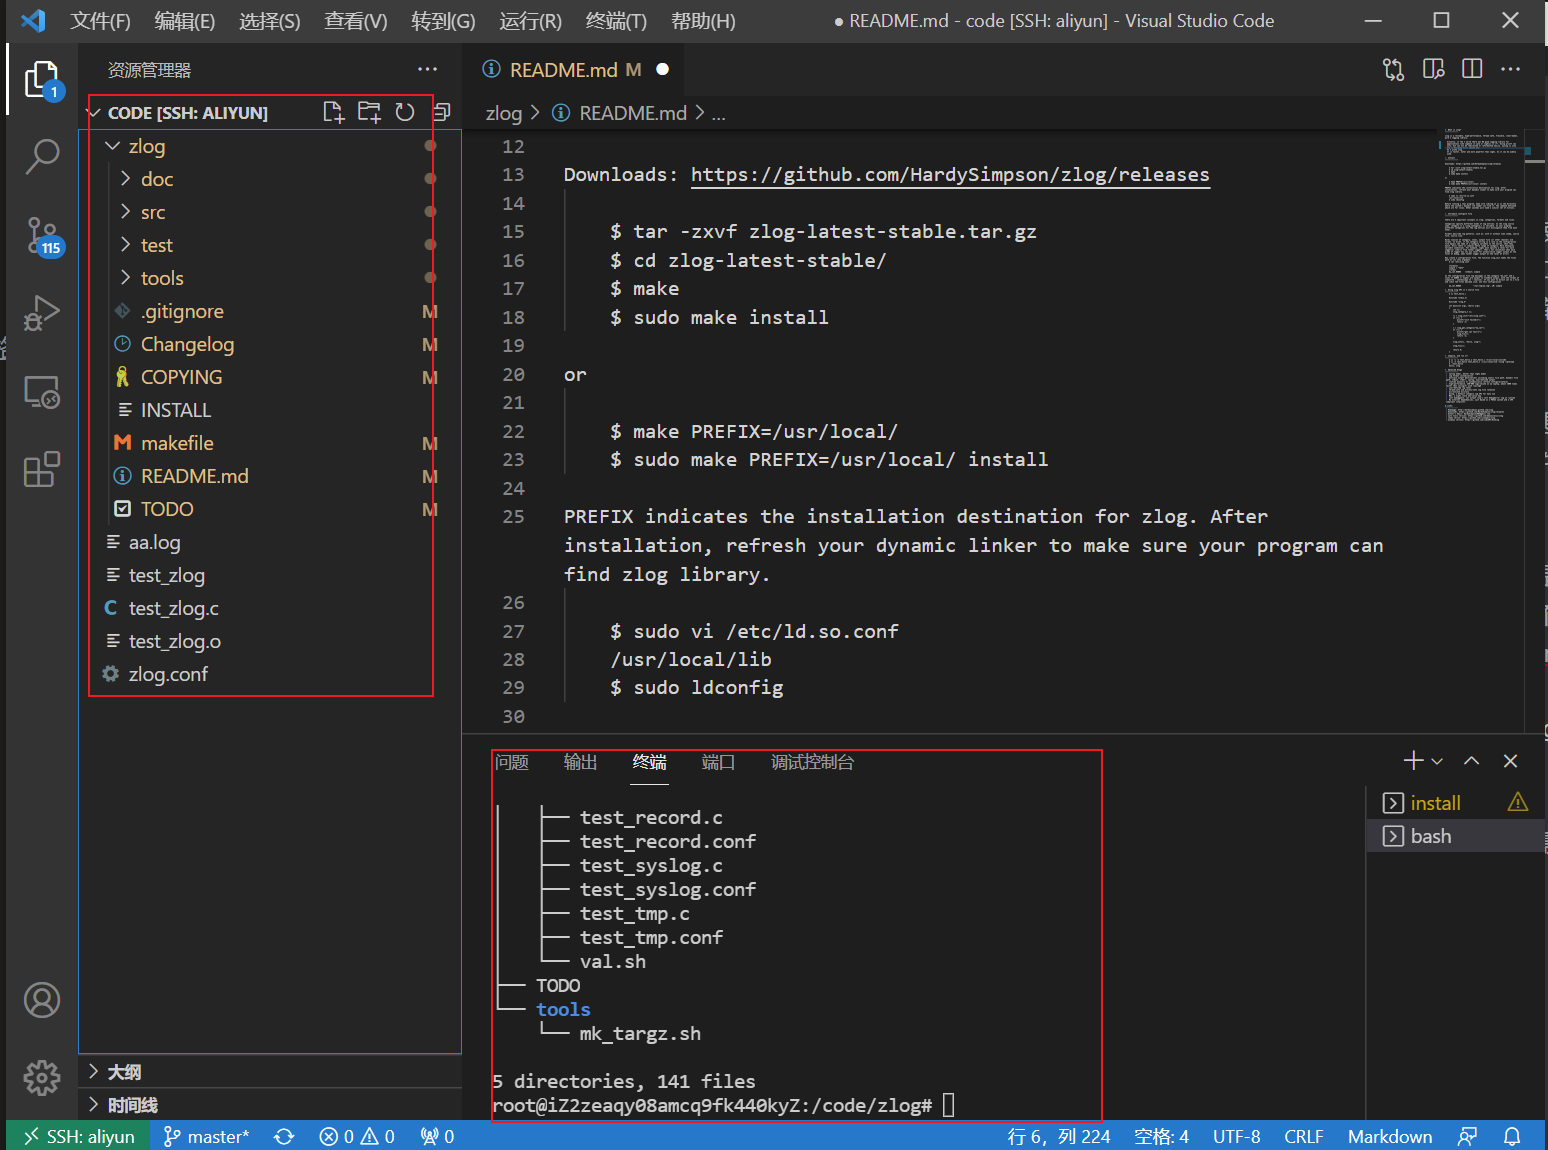 文件(F) 编辑(E) 选择(S) 查看(V) 转到(G) 运行(R) 终端(T) 帮助(H) ● README.md - code [SSH: aliyun] - Visual Studio Code
资源管理器
README.md M
1
CODE [SSH: ALIYUN]
zlog > README.md > ...
zlog
doc
src
test
115
tools
.gitignore M
Changelog M
COPYING M
INSTALL
makefile M
README.md M
TODO M
aa.log
test_zlog
test_zlog.c
test_zlog.o
zlog.conf
12
13 Downloads: https://github.com/HardySimpson/zlog/releases
14
15 $ tar -zxvf zlog-latest-stable.tar.gz
16 $ cd zlog-latest-stable/
17 $ make
18 $ sudo make install
19
20 or
21
22 $ make PREFIX=/usr/local/
23 $ sudo make PREFIX=/usr/local/ install
24
25 PREFIX indicates the installation destination for zlog. After
installation, refresh your dynamic linker to make sure your program can
find zlog library.
26
27 $ sudo vi /etc/ld.so.conf
28 /usr/local/lib
29 $ sudo ldconfig
30
问题 输出 终端 端口 调试控制台
│   ├── test_record.c
│   ├── test_record.conf
│   ├── test_syslog.c
│   ├── test_syslog.conf
│   ├── test_tmp.c
│   ├── test_tmp.conf
│   └── val.sh
├── TODO
└── tools
    └── mk_targz.sh
5 directories, 141 files
root@iZ2zeaqy08amcq9fk440kyZ:/code/zlog#
install
bash
大纲
时间线
SSH: aliyun master* 0 0 0 行 6，列 224 空格: 4 UTF-8 CRLF Markdown